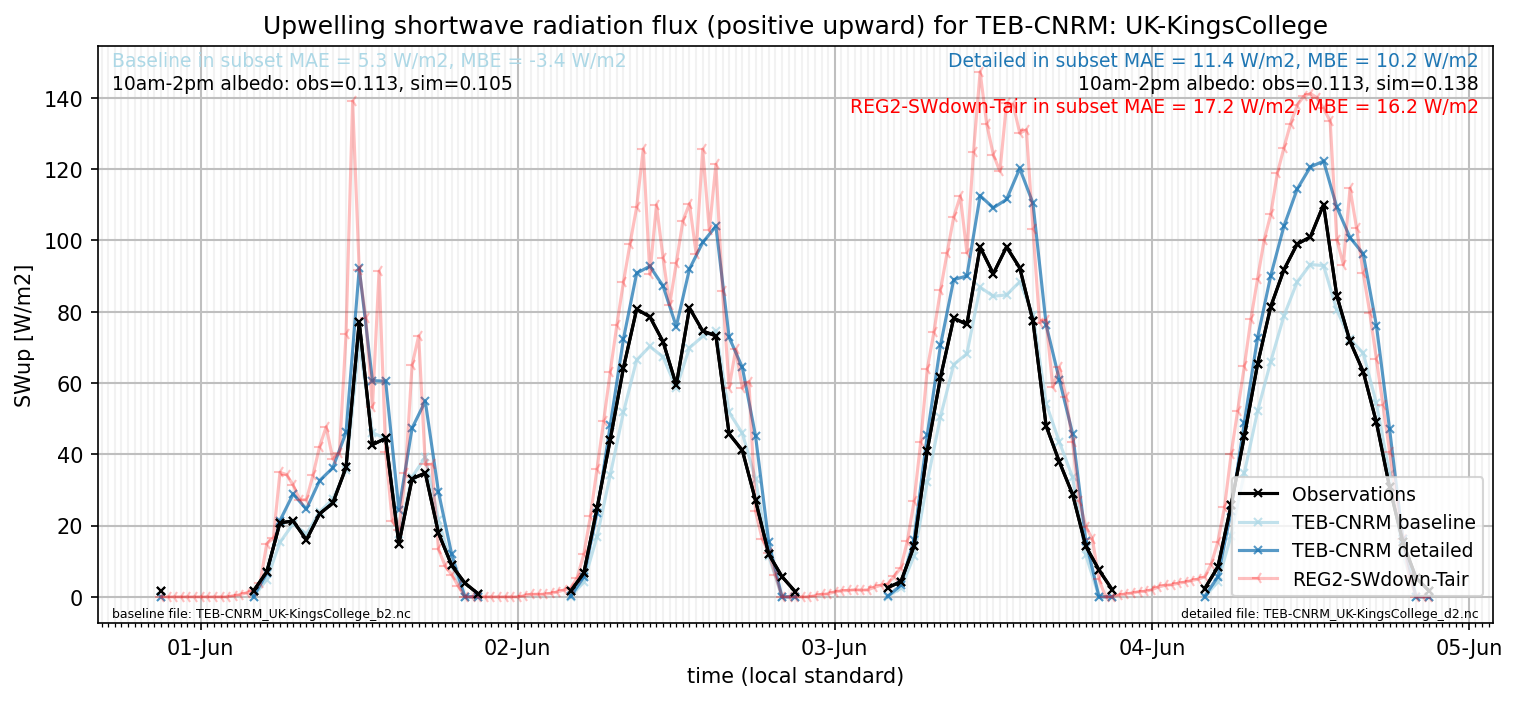 Upwelling shortwave radiation flux (positive upward) for TEB-CNRM: UK-KingsCollege
Baseline in subset MAE = 5.3 W/m2, MBE = -3.4 W/m2
10am-2pm albedo: obs=0.113, sim=0.105
Detailed in subset MAE = 11.4 W/m2, MBE = 10.2 W/m2
10am-2pm albedo: obs=0.113, sim=0.138
REG2-SWdown-Tair in subset MAE = 17.2 W/m2, MBE = 16.2 W/m2
SWup [W/m2]
140
120
100
80
60
40
20
0
Observations
TEB-CNRM baseline
TEB-CNRM detailed
REG2-SWdown-Tair
baseline file: TEB-CNRM_UK-KingsCollege_b2.nc
detailed file: TEB-CNRM_UK-KingsCollege_d2.nc
01-Jun 02-Jun 03-Jun 04-Jun 05-Jun
time (local standard)